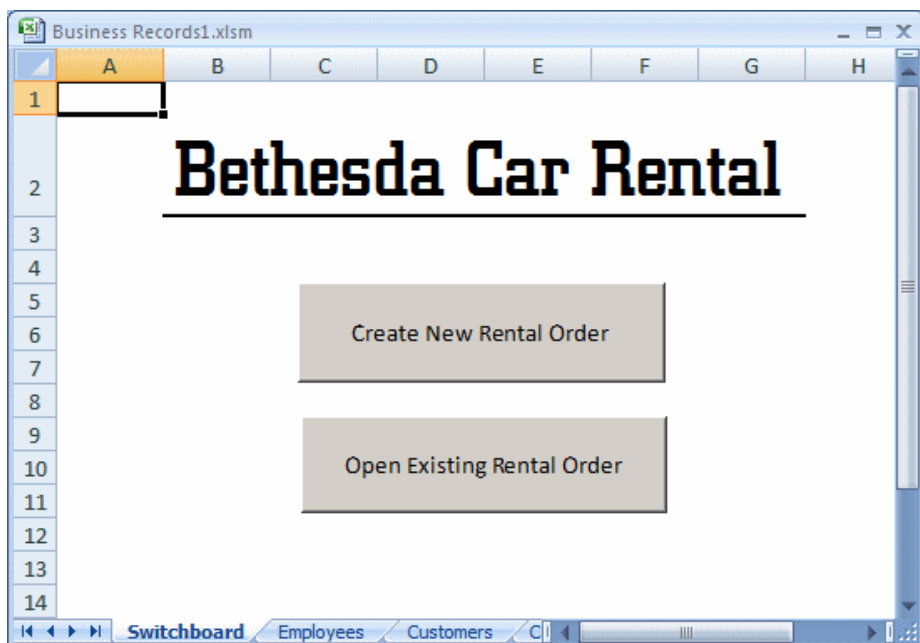 Business Records1.xlsm
A B C D E F G H
1
2 Bethesda Car Rental
3
4
5
6 Create New Rental Order
7
8
9
10 Open Existing Rental Order
11
12
13
14
Switchboard Employees Customers